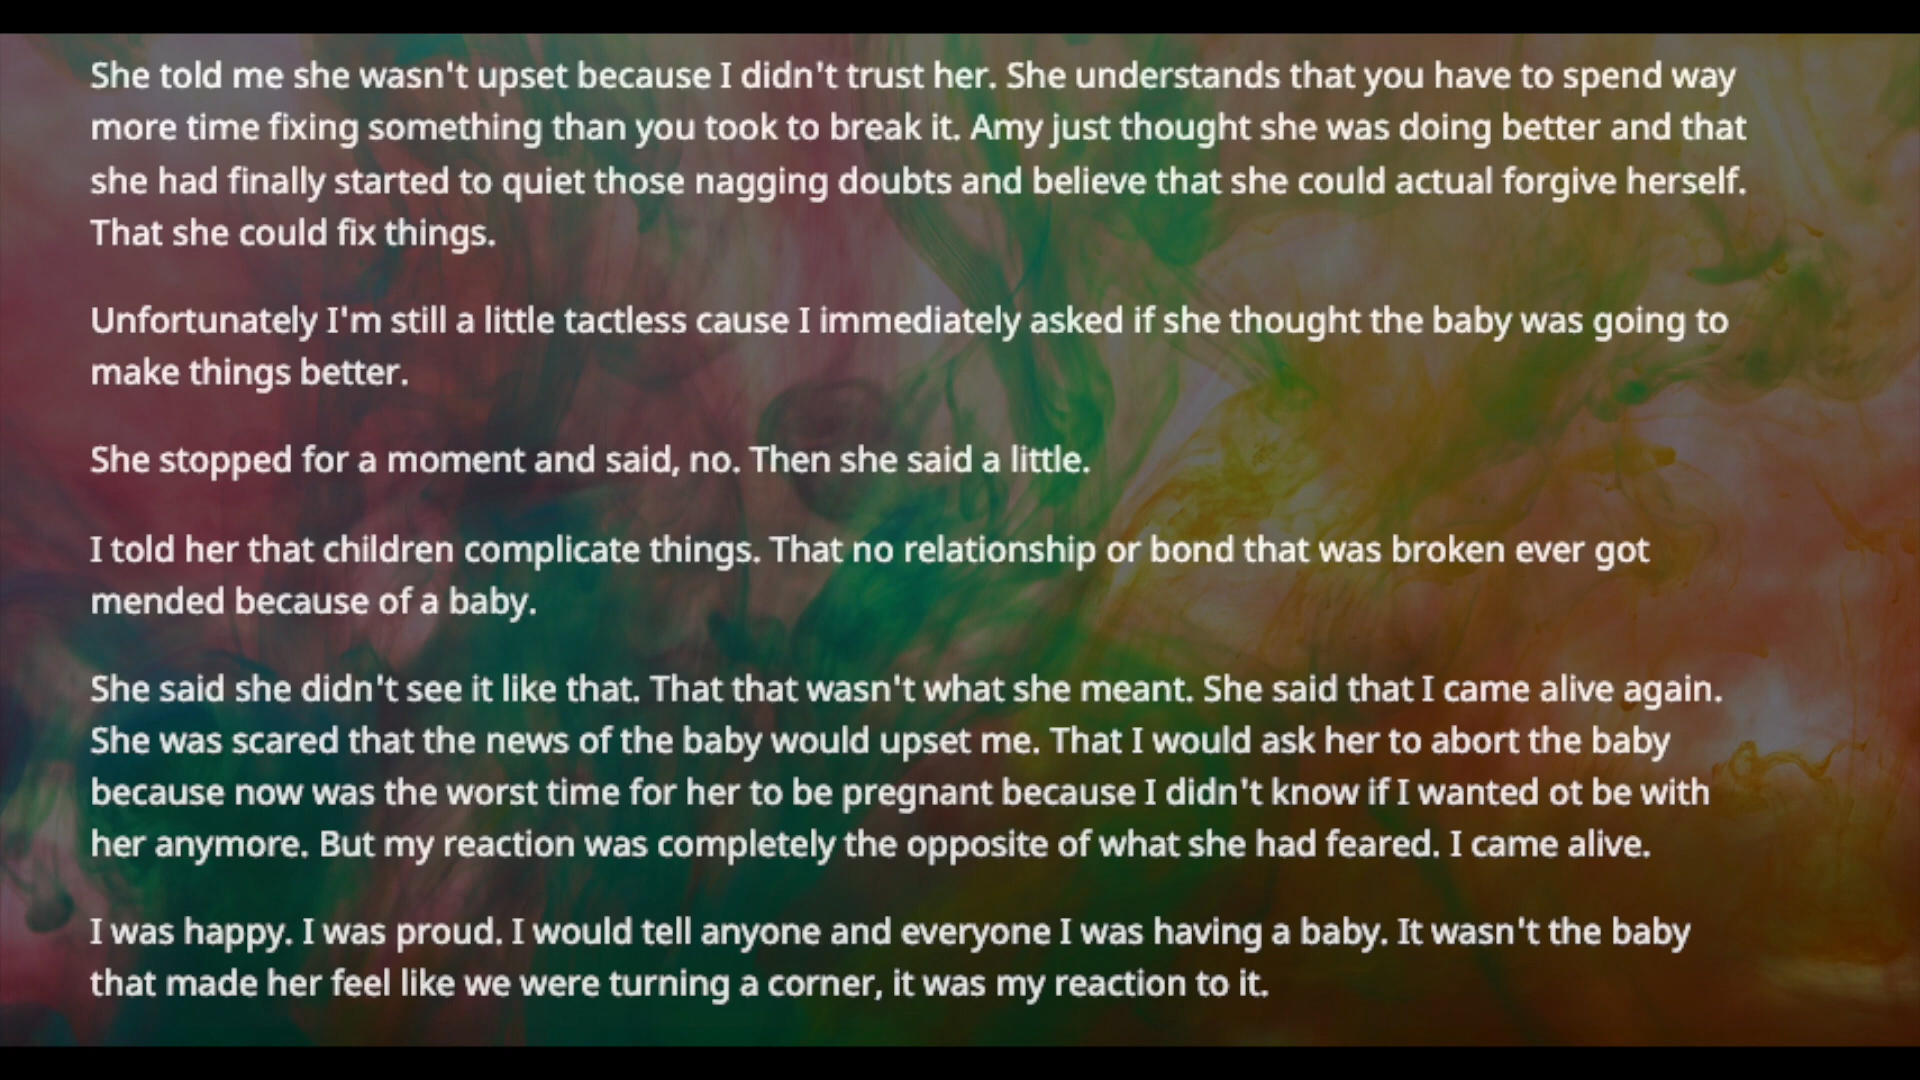 She told me she wasn't upset because I didn't trust her. She understands that you have to spend way
more time fixing something than you took to break it. Amy just thought she was doing better and that
she had finally started to quiet those nagging doubts and believe that she could actual forgive herself.
That she could fix things.
Unfortunately I'm still a little tactless cause I immediately asked if she thought the baby was going to
make things better.
She stopped for a moment and said, no. Then she said a little.
I told her that children complicate things. That no relationship or bond that was broken ever got
mended because of a baby.
She said she didn't see it like that. That that wasn't what she meant. She said that I came alive again.
She was scared that the news of the baby would upset me. That I would ask her to abort the baby
because now was the worst time for her to be pregnant because I didn't know if I wanted ot be with
her anymore. But my reaction was completely the opposite of what she had feared. I came alive.
I was happy. I was proud. I would tell anyone and everyone I was having a baby. It wasn't the baby
that made her feel like we were turning a corner, it was my reaction to it.